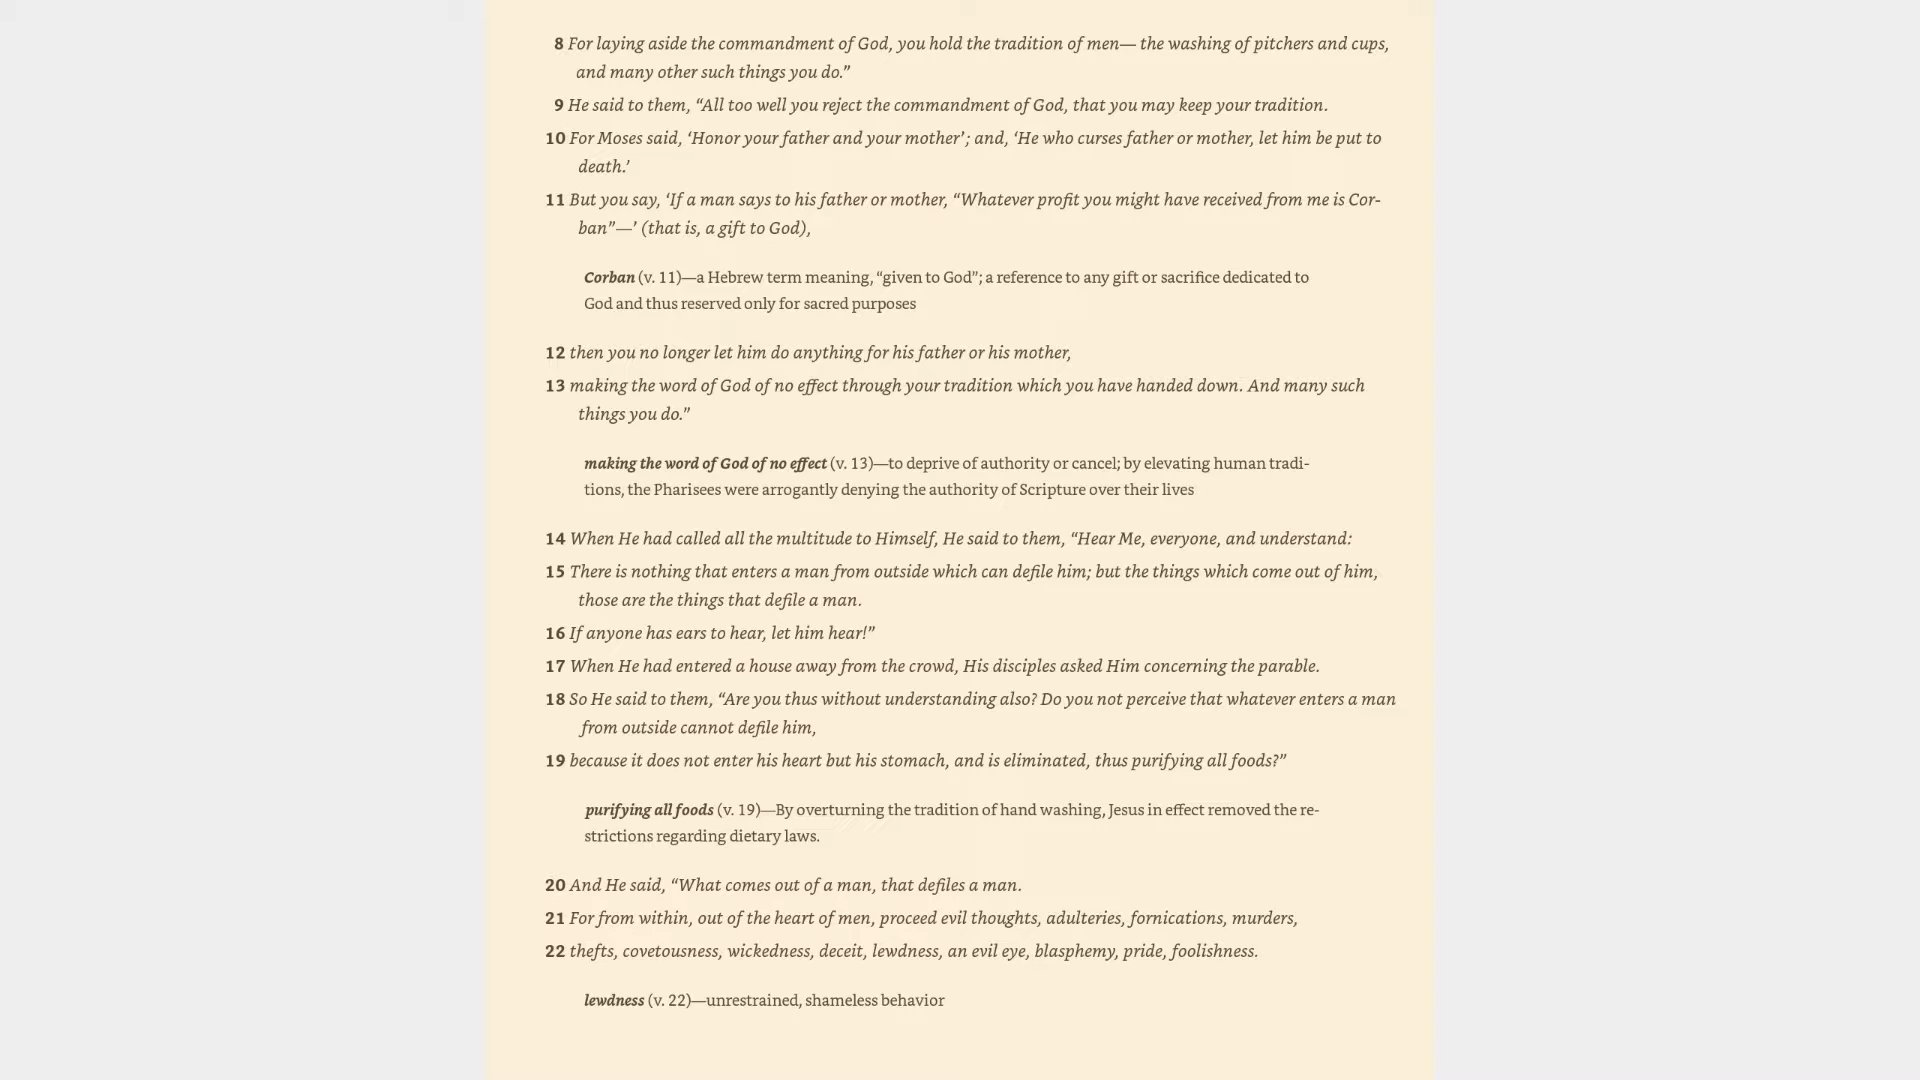 8 For laying aside the commandment of God, you hold the tradition of men— the washing of pitchers and cups,
and many other such things you do.”
9 He said to them, “All too well you reject the commandment of God, that you may keep your tradition.
10 For Moses said, ‘Honor your father and your mother’; and, ‘He who curses father or mother, let him be put to
death.’
11 But you say, ‘If a man says to his father or mother, “Whatever profit you might have received from me is Cor-
ban”—’ (that is, a gift to God),
Corban (v. 11)—a Hebrew term meaning, “given to God”; a reference to any gift or sacrifice dedicated to
God and thus reserved only for sacred purposes
12 then you no longer let him do anything for his father or his mother,
13 making the word of God of no effect through your tradition which you have handed down. And many such
things you do.”
making the word of God of no effect (v. 13)—to deprive of authority or cancel; by elevating human tradi-
tions, the Pharisees were arrogantly denying the authority of Scripture over their lives
14 When He had called all the multitude to Himself, He said to them, “Hear Me, everyone, and understand:
15 There is nothing that enters a man from outside which can defile him; but the things which come out of him,
those are the things that defile a man.
16 If anyone has ears to hear, let him hear!”
17 When He had entered a house away from the crowd, His disciples asked Him concerning the parable.
18 So He said to them, “Are you thus without understanding also? Do you not perceive that whatever enters a man
from outside cannot defile him,
19 because it does not enter his heart but his stomach, and is eliminated, thus purifying all foods?”
purifying all foods (v. 19)—By overturning the tradition of hand washing, Jesus in effect removed the re-
strictions regarding dietary laws.
20 And He said, “What comes out of a man, that defiles a man.
21 For from within, out of the heart of men, proceed evil thoughts, adulteries, fornications, murders,
22 thefts, covetousness, wickedness, deceit, lewdness, an evil eye, blasphemy, pride, foolishness.
lewdness (v. 22)—unrestrained, shameless behavior